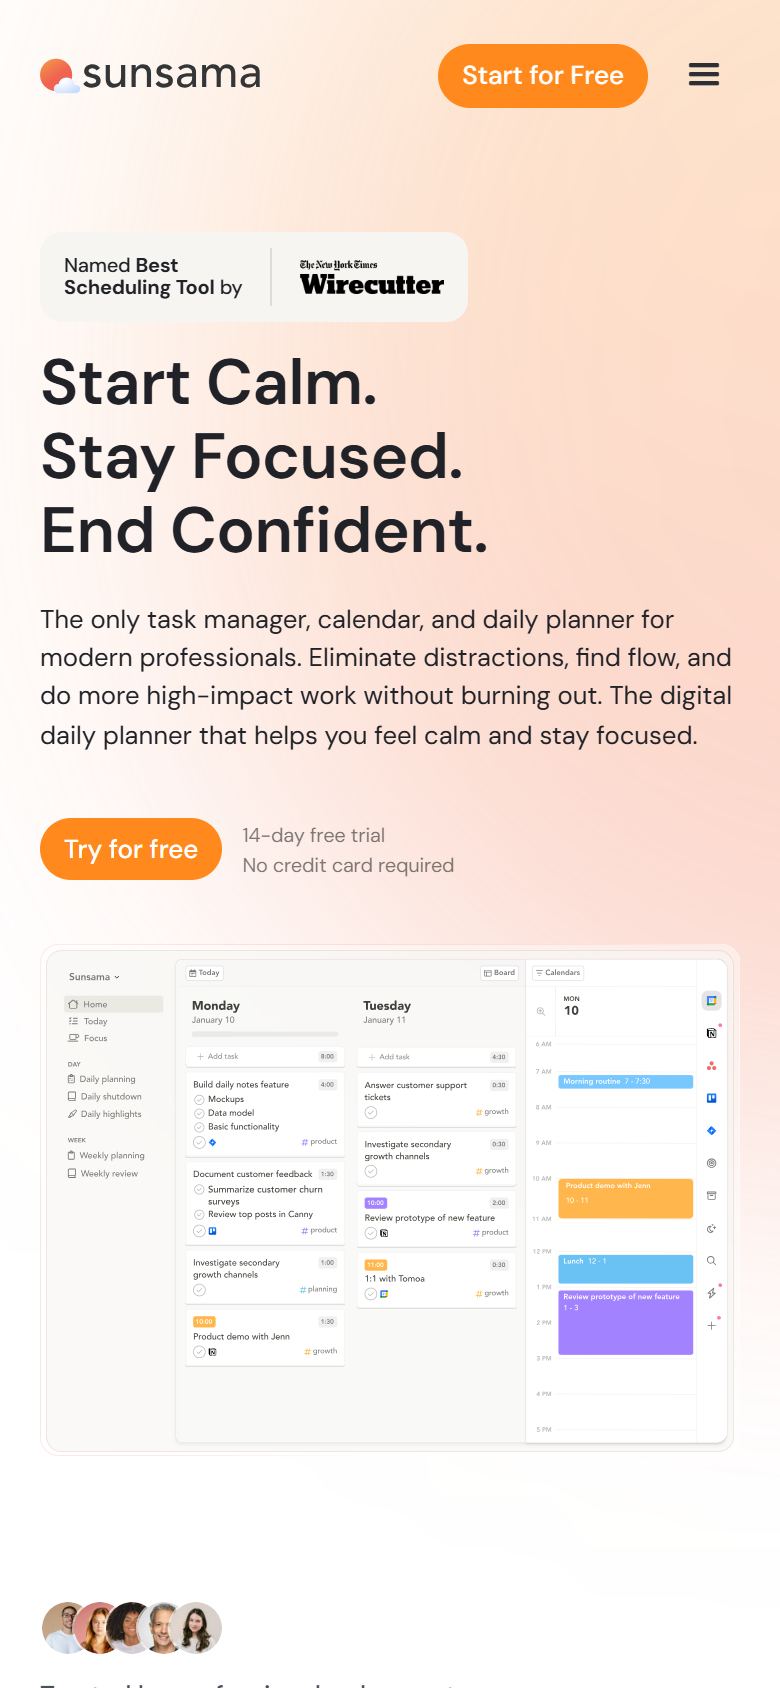 sunsama
Start for Free
Named Best
Scheduling Tool by
The New York Times
Wirecutter
Start Calm.
Stay Focused.
End Confident.
The only task manager, calendar, and daily planner for
modern professionals. Eliminate distractions, find flow, and
do more high-impact work without burning out. The digital
daily planner that helps you feel calm and stay focused.
Try for free
14-day free trial
No credit card required
Sunsama
Home
Today
Focus
DAY
Daily planning
Daily shutdown
Daily highlights
WEEK
Weekly planning
Weekly review
Today
Board
Monday
January 10
Add task 8:00
Build daily notes feature 4:00
Mockups
Data model
Basic functionality
# product
Document customer feedback 1:30
Summarize customer churn
surveys
Review top posts in Canny
# product
Investigate secondary 1:00
growth channels
# planning
10:00 1:30
Product demo with Jenn
# growth
Tuesday
January 11
Add task 4:30
Answer customer support 0:30
tickets
# growth
Investigate secondary 0:30
growth channels
# growth
10:00 2:00
Review prototype of new feature
# product
11:00 0:30
1:1 with Tomoa
# growth
Calendars
MON
10
6 AM
7 AM
Morning routine 7 - 7:30
8 AM
9 AM
10 AM
Product demo with Jenn
10 - 11
11 AM
12 PM
Lunch 12 - 1
1 PM
Review prototype of new feature
1 - 3
2 PM
3 PM
4 PM
5 PM